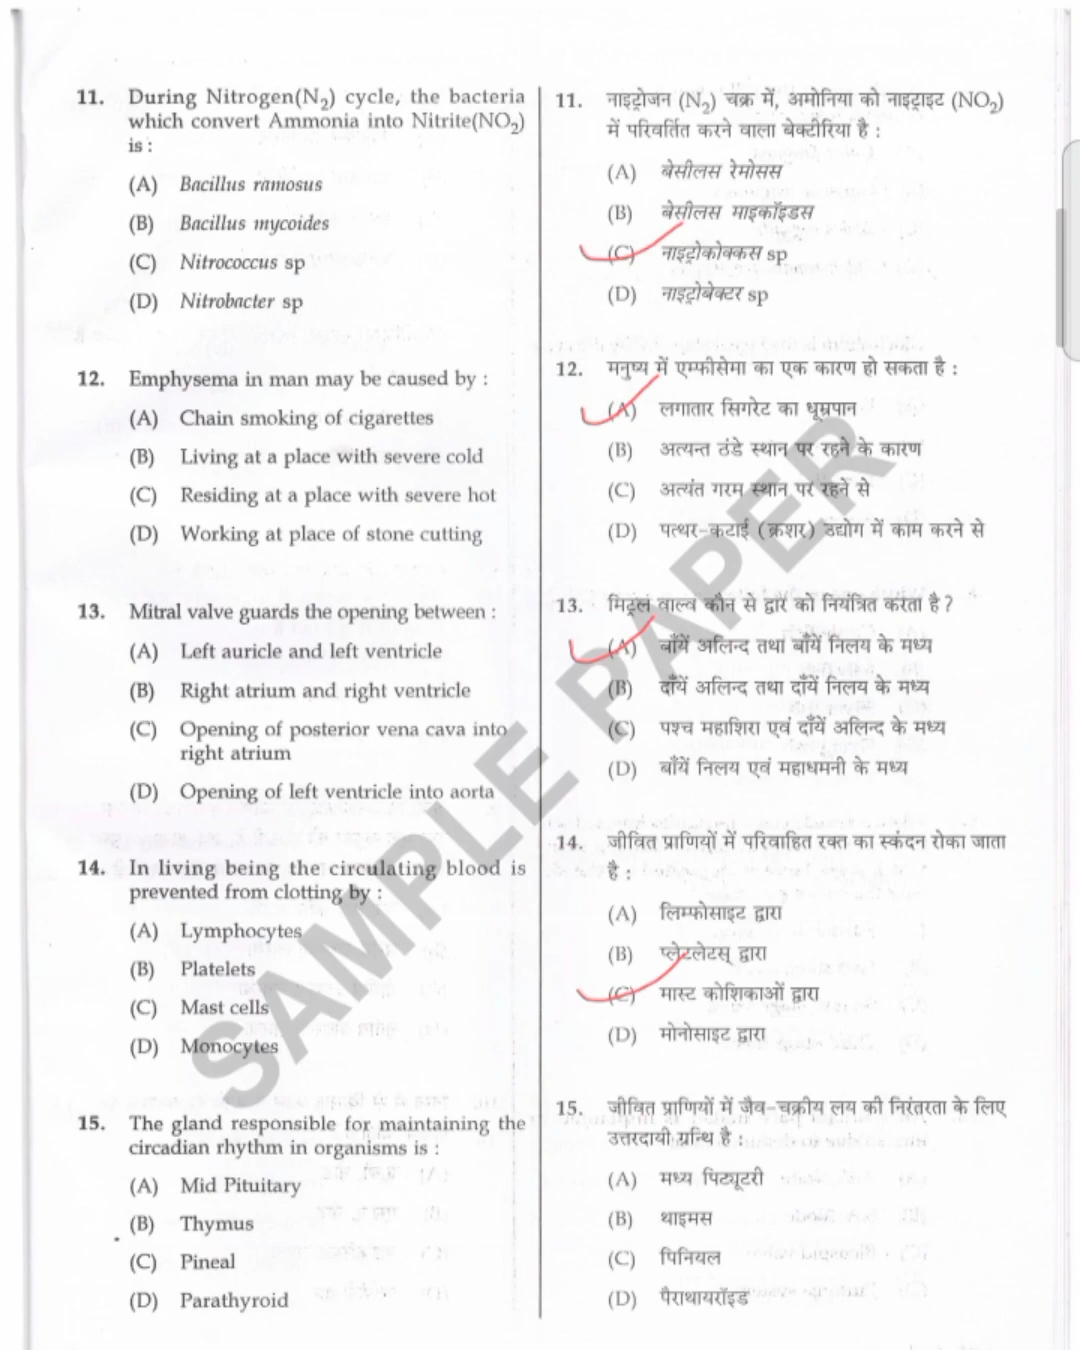 11. During Nitrogen(N2) cycle, the bacteria
which convert Ammonia into Nitrite(NO2)
is :
(A) Bacillus ramosus
(B) Bacillus mycoides
(C) Nitrococcus sp
(D) Nitrobacter sp
12. Emphysema in man may be caused by :
(A) Chain smoking of cigarettes
(B) Living at a place with severe cold
(C) Residing at a place with severe hot
(D) Working at place of stone cutting
13. Mitral valve guards the opening between :
(A) Left auricle and left ventricle
(B) Right atrium and right ventricle
(C) Opening of posterior vena cava into
right atrium
(D) Opening of left ventricle into aorta
14. In living being the circulating blood is
prevented from clotting by :
(A) Lymphocytes
(B) Platelets
(C) Mast cells
(D) Monocytes
15. The gland responsible for maintaining the
circadian rhythm in organisms is :
(A) Mid Pituitary
(B) Thymus
(C) Pineal
(D) Parathyroid
11. नाइट्रोजन (N2) चक्र में, अमोनिया को नाइट्राइट (NO2)
में परिवर्तित करने वाला बेक्टीरिया है :
(A) बेसीलस रेमोसस
(B) बेसीलस माइकॉइडस
(C) नाइट्रोकोक्कस sp
(D) नाइट्रोबेक्टर sp
12. मनुष्य में एम्फीसेमा का एक कारण हो सकता है :
(A) लगातार सिगरेट का धूम्रपान
(B) अत्यन्त ठंडे स्थान पर रहने के कारण
(C) अत्यंत गरम स्थान पर रहने से
(D) पत्थर-कटाई (क्रशर) उद्योग में काम करने से
13. मिट्रल वाल्व कौन से द्वार को नियंत्रित करता है ?
(A) बाँयें अलिन्द तथा बाँयें निलय के मध्य
(B) दाँयें अलिन्द तथा दाँयें निलय के मध्य
(C) पश्च महाशिरा एवं दाँयें अलिन्द के मध्य
(D) बाँयें निलय एवं महाधमनी के मध्य
14. जीवित प्राणियों में परिवाहित रक्त का स्कंदन रोका जाता
है :
(A) लिम्फोसाइट द्वारा
(B) प्लेटलेटस् द्वारा
(C) मास्ट कोशिकाओं द्वारा
(D) मोनोसाइट द्वारा
15. जीवित प्राणियों में जैव-चक्रीय लय की निरंतरता के लिए
उत्तरदायी ग्रन्थि है :
(A) मध्य पिट्यूटरी
(B) थाइमस
(C) पिनियल
(D) पैराथायरॉइड
SAMPLE PAPER